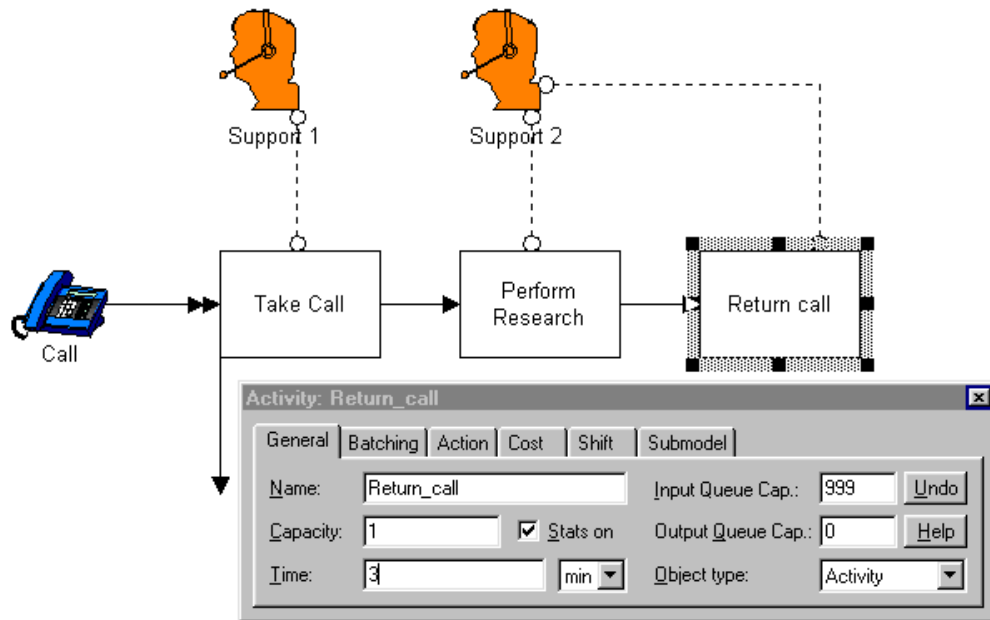 Support 1
Support 2
Call
Take Call
Perform
Research
Return call
Activity: Return_call
General Batching Action Cost Shift Submodel
Name: Return_call Input Queue Cap.: 999 Undo
Capacity: 1 Stats on Output Queue Cap.: 0 Help
Time: 3 min Object type: Activity